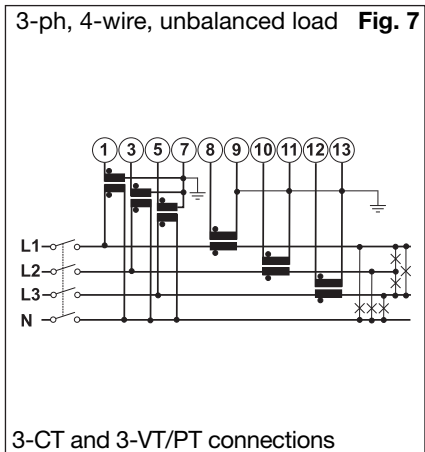 3-ph, 4-wire, unbalanced load Fig. 7
1 3 5 7 8 9 10 11 12 13
L1
L2
L3
N
3-CT and 3-VT/PT connections